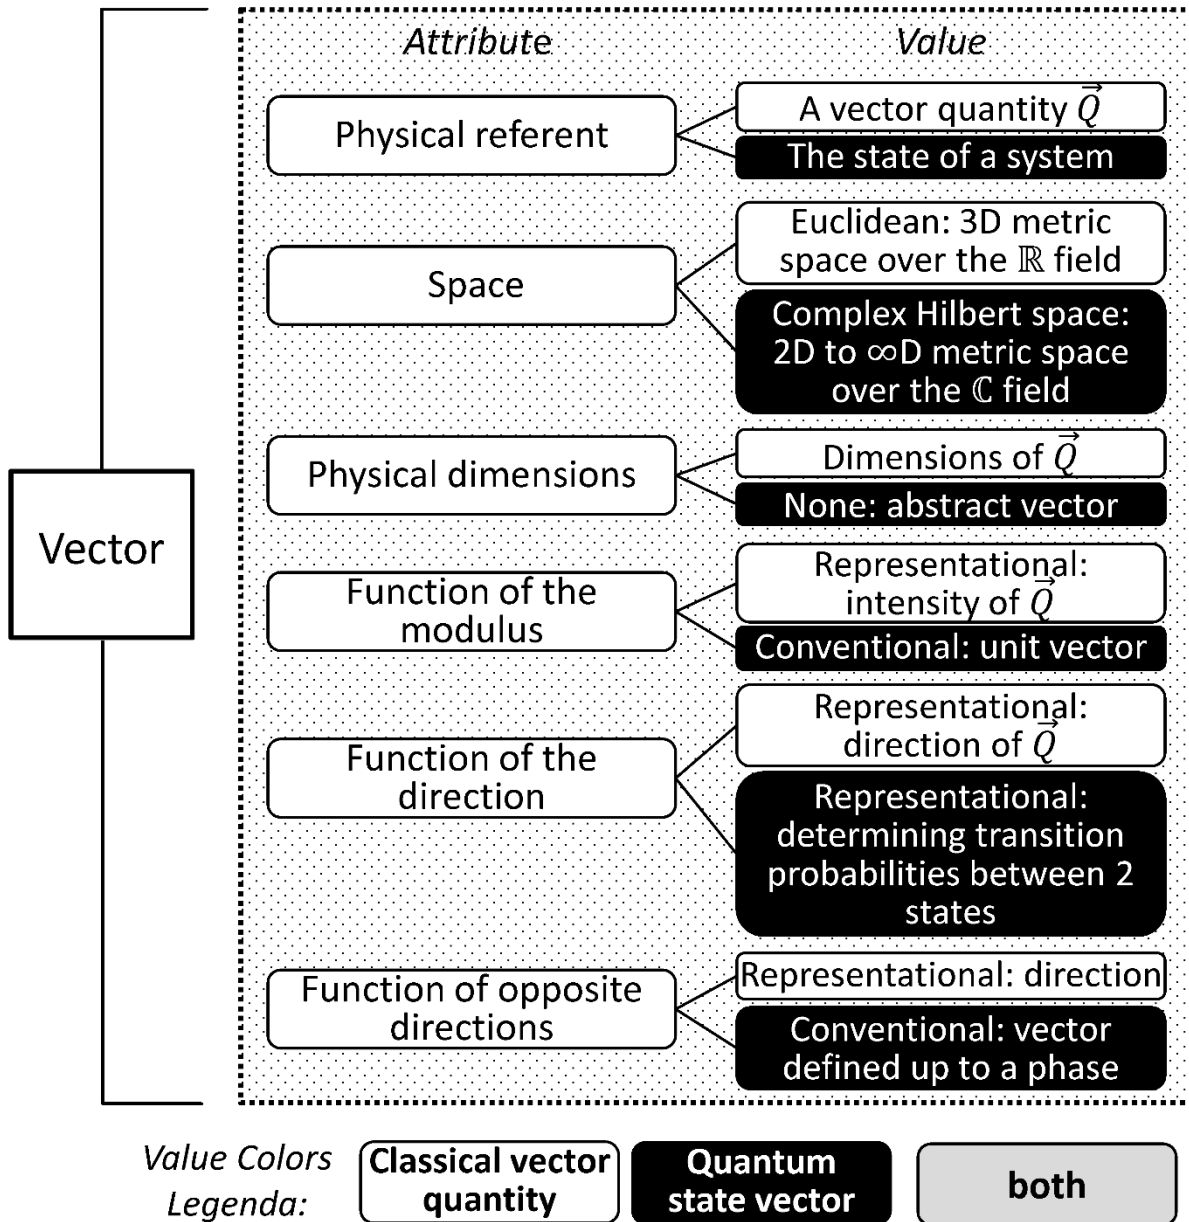 Attribute
Value
Vector
Physical referent
A vector quantity $\vec{Q}$
The state of a system
Space
Euclidean: 3D metric
space over the ℝ field
Complex Hilbert space:
2D to ∞D metric space
over the ℂ field
Physical dimensions
Dimensions of $\vec{Q}$
None: abstract vector
Function of the
modulus
Representational:
intensity of $\vec{Q}$
Conventional: unit vector
Function of the
direction
Representational:
direction of $\vec{Q}$
Representational:
determining transition
probabilities between 2
states
Function of opposite
directions
Representational: direction
Conventional: vector
defined up to a phase
Value Colors
Legenda:
Classical vector
quantity
Quantum
state vector
both